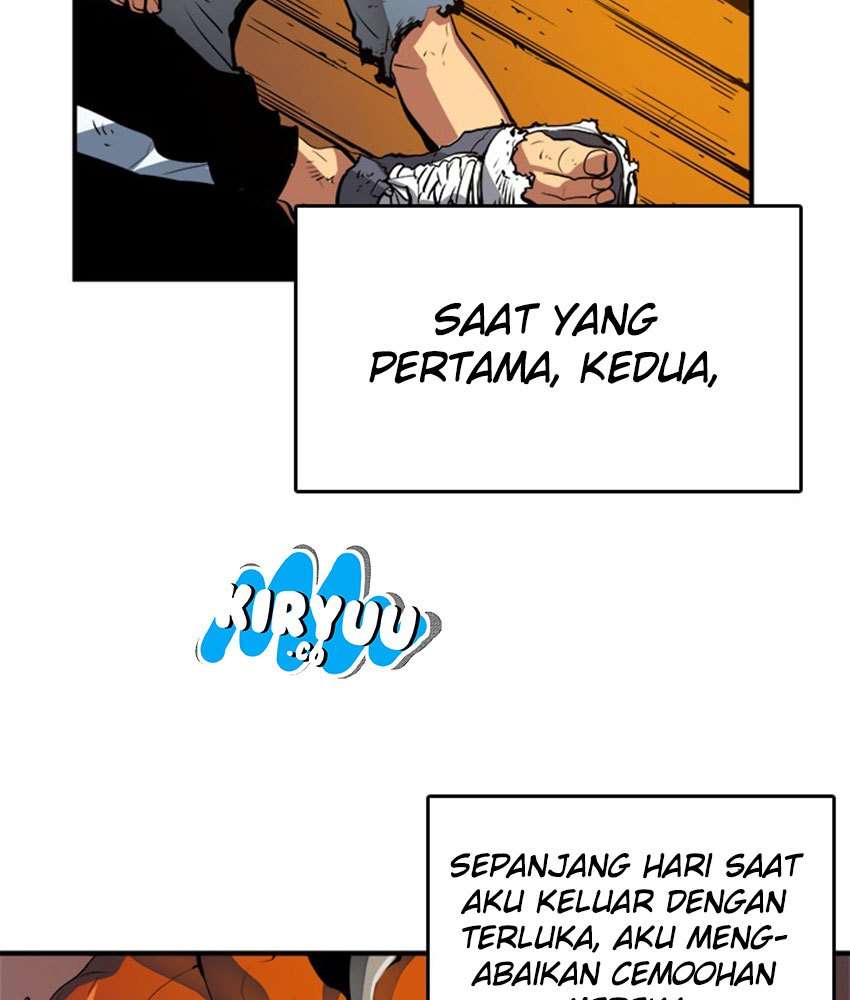 SAAT YANG
PERTAMA, KEDUA,
KIRYUU
.CO
SEPANJANG HARI SAAT
AKU KELUAR DENGAN
TERLUKA, AKU MENG-
ABAIKAN CEMOOHAN